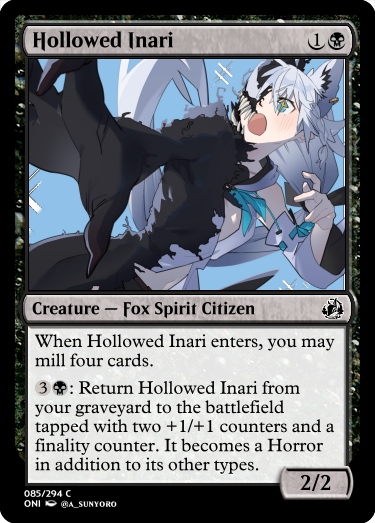 Hollowed Inari 1
Creature — Fox Spirit Citizen
When Hollowed Inari enters, you may
mill four cards.
3: Return Hollowed Inari from
your graveyard to the battlefield
tapped with two +1/+1 counters and a
finality counter. It becomes a Horror
in addition to its other types.
2/2
085/294 C
ONI @A_SUNYORO